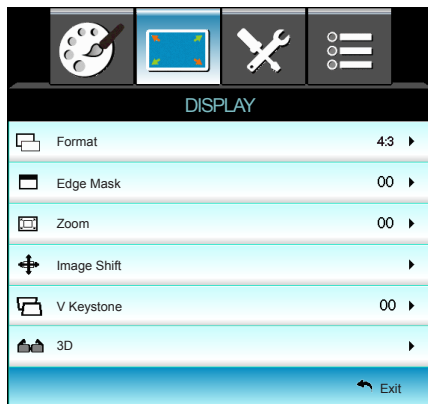 DISPLAY
Format 4:3
Edge Mask 00
Zoom 00
Image Shift
V Keystone 00
3D
Exit